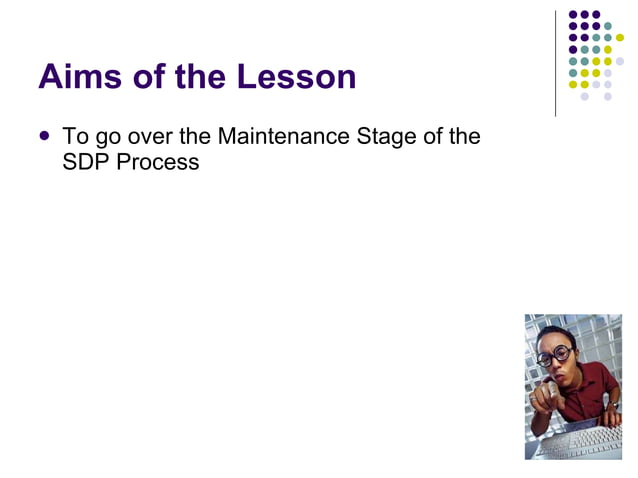 Aims of the Lesson
To go over the Maintenance Stage of the
SDP Process